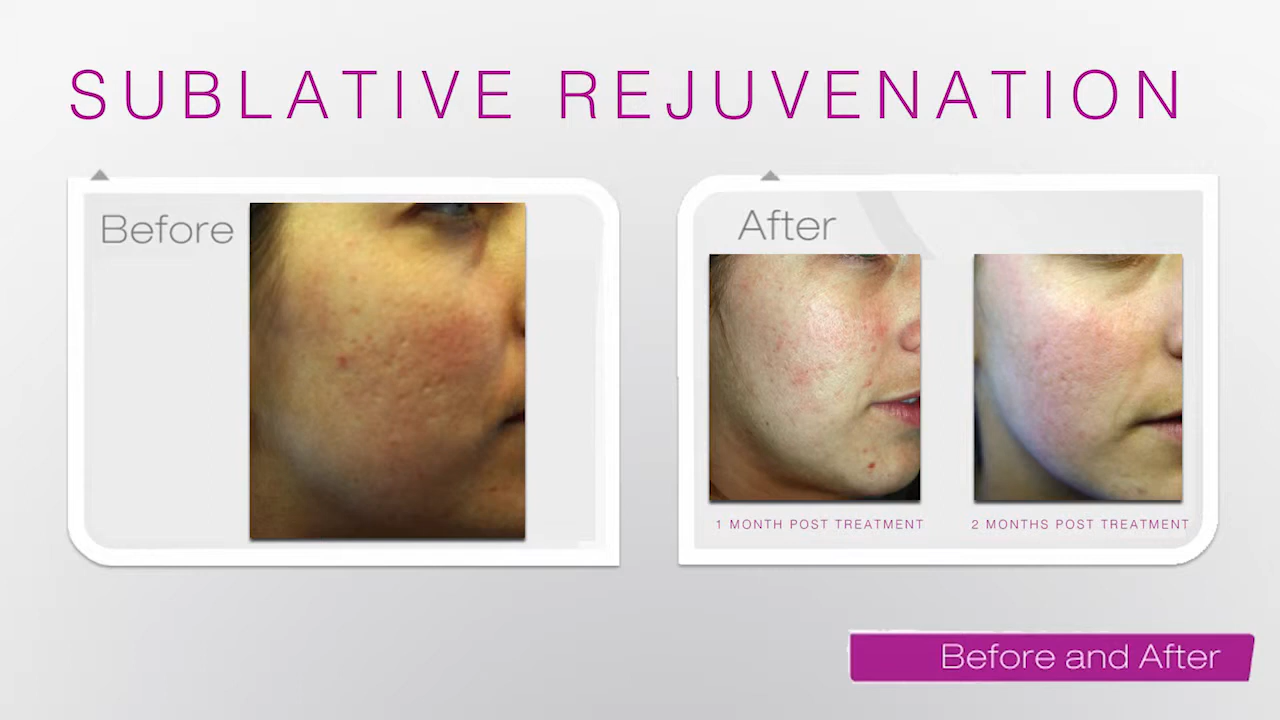 SUBLATIVE REJUVENATION
Before
After
1 MONTH POST TREATMENT
2 MONTHS POST TREATMENT
Before and After